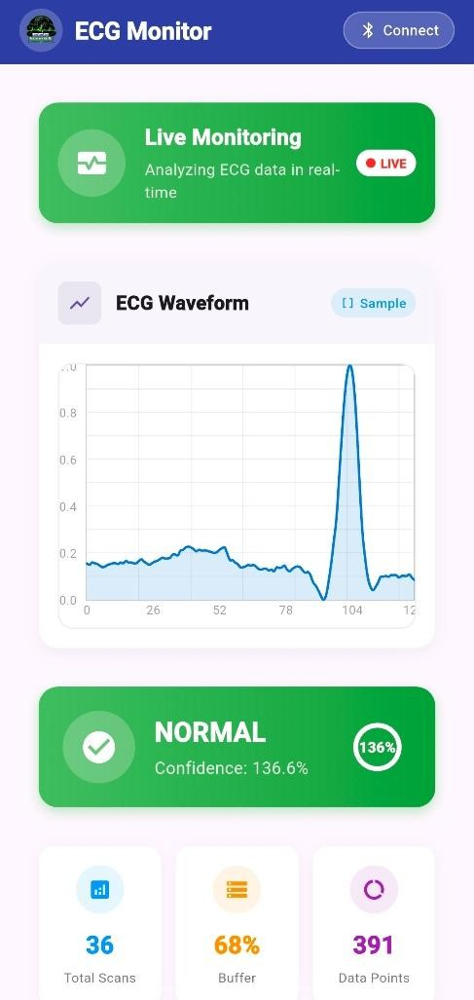 ECG Monitor
Connect
Live Monitoring
Analyzing ECG data in real-
time
LIVE
ECG Waveform
Sample
0.8
0.6
0.4
0.2
0.0
0 26 52 78 104
NORMAL
Confidence: 136.6%
136%
36
Total Scans
68%
Buffer
391
Data Points